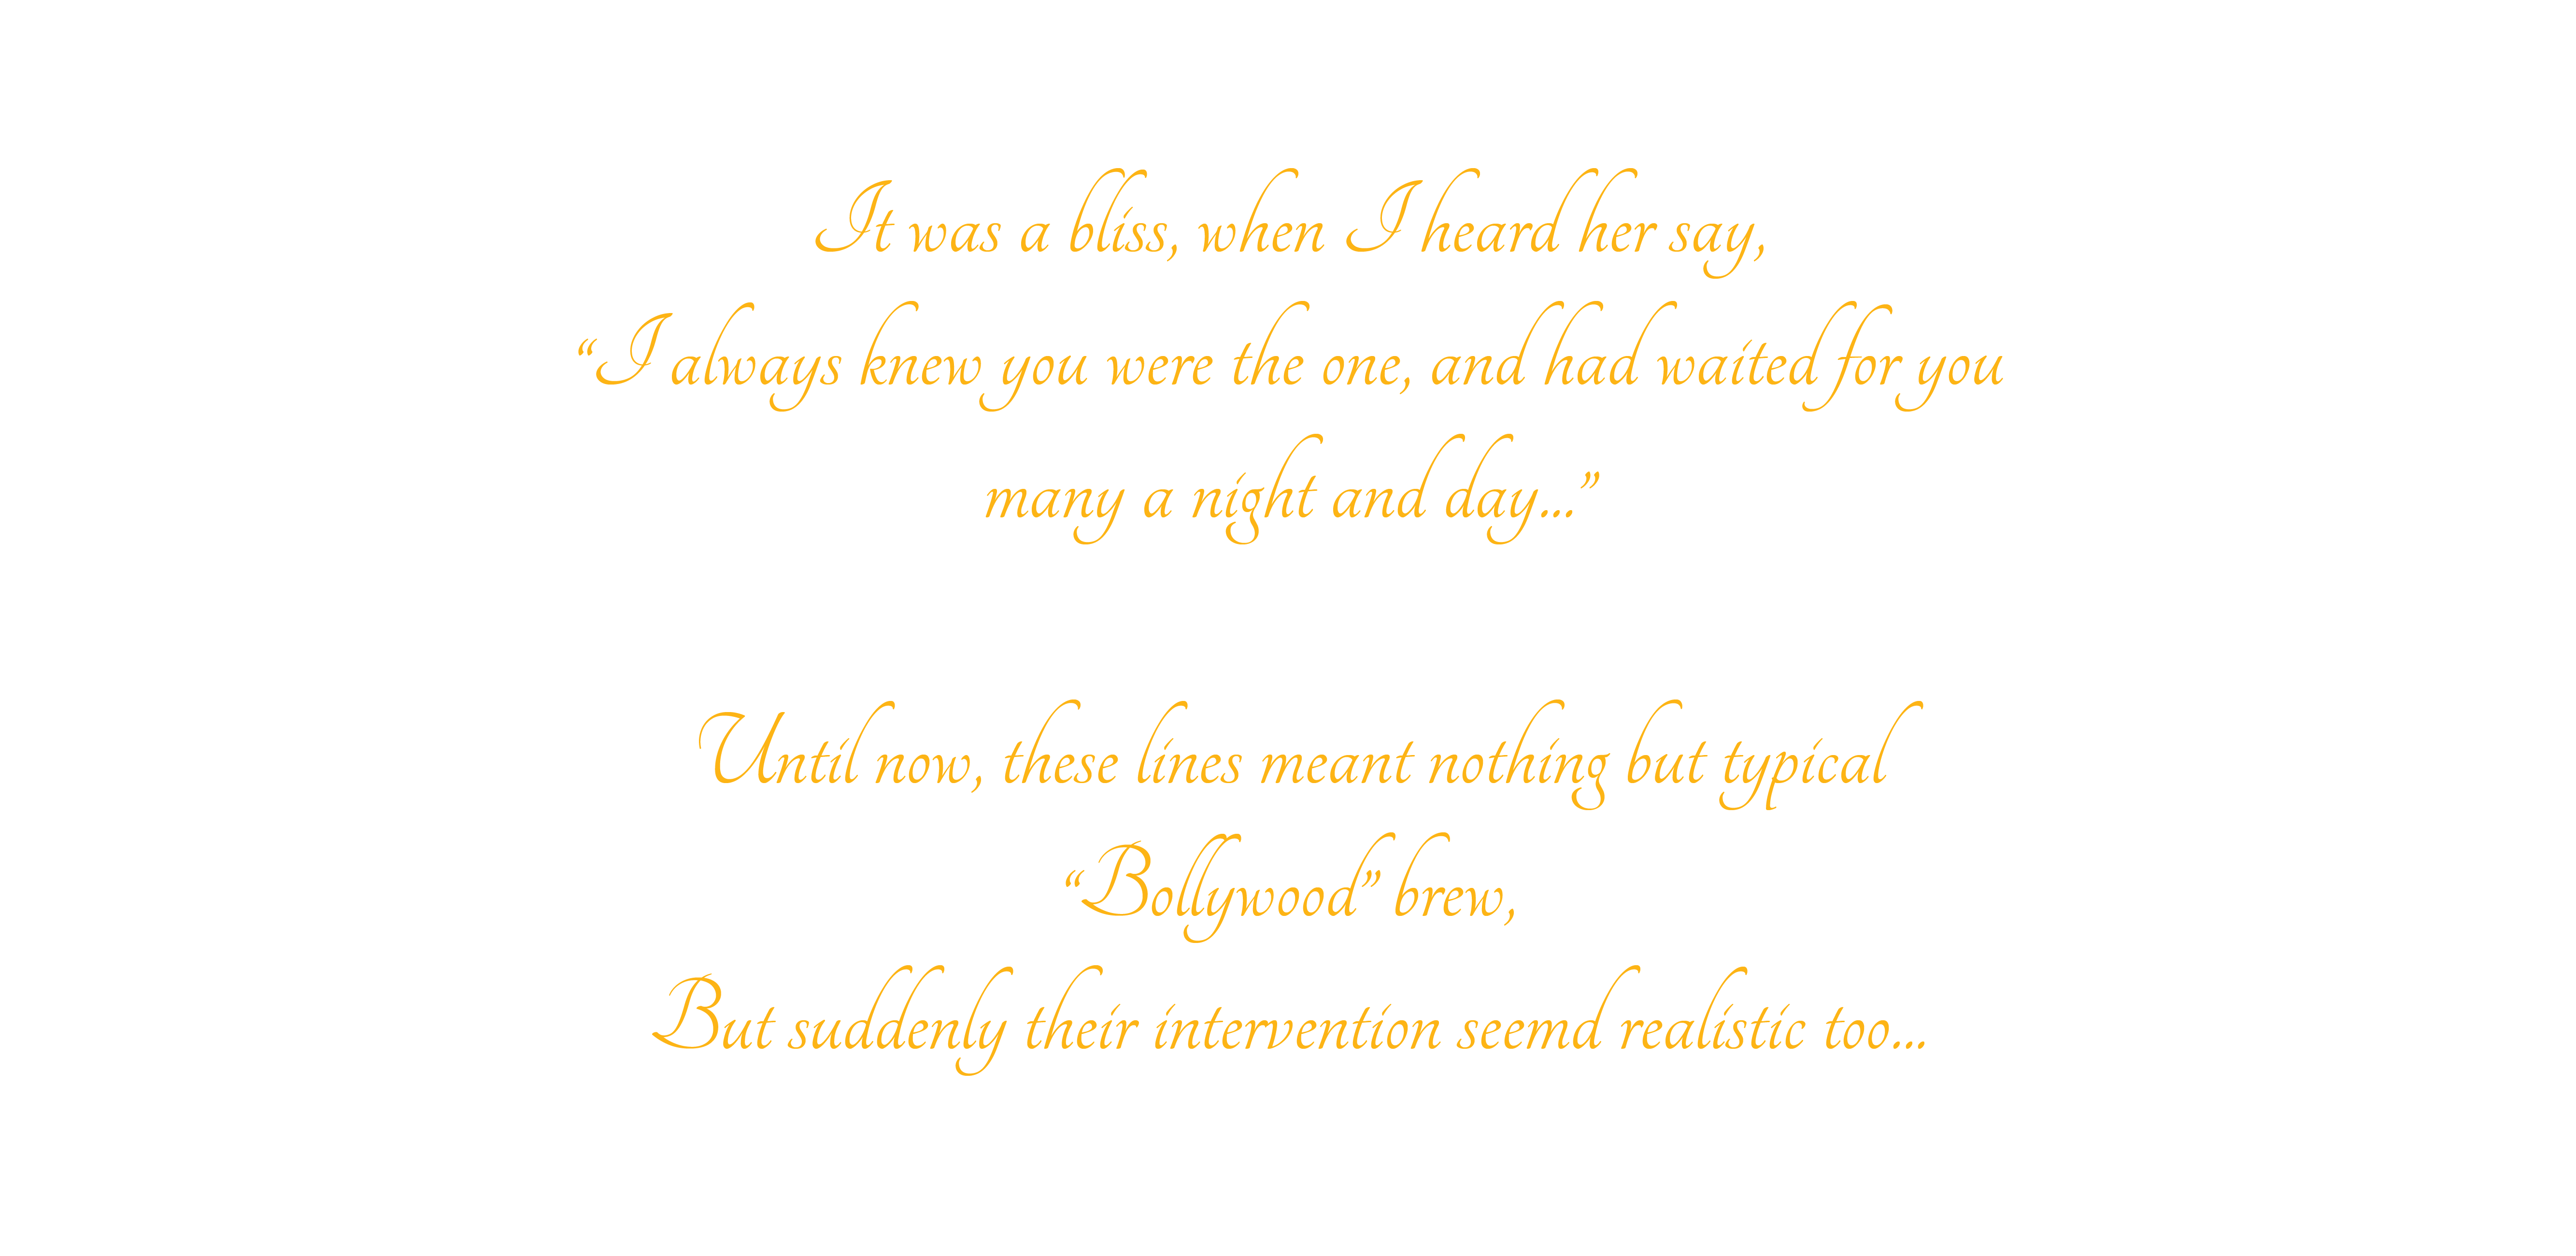 It was a bliss, when I heard her say,
“I always knew you were the one, and had waited for you
many a night and day...”
Until now, these lines meant nothing but typical
“Bollywood” brew,
But suddenly their intervention seemd realistic too...